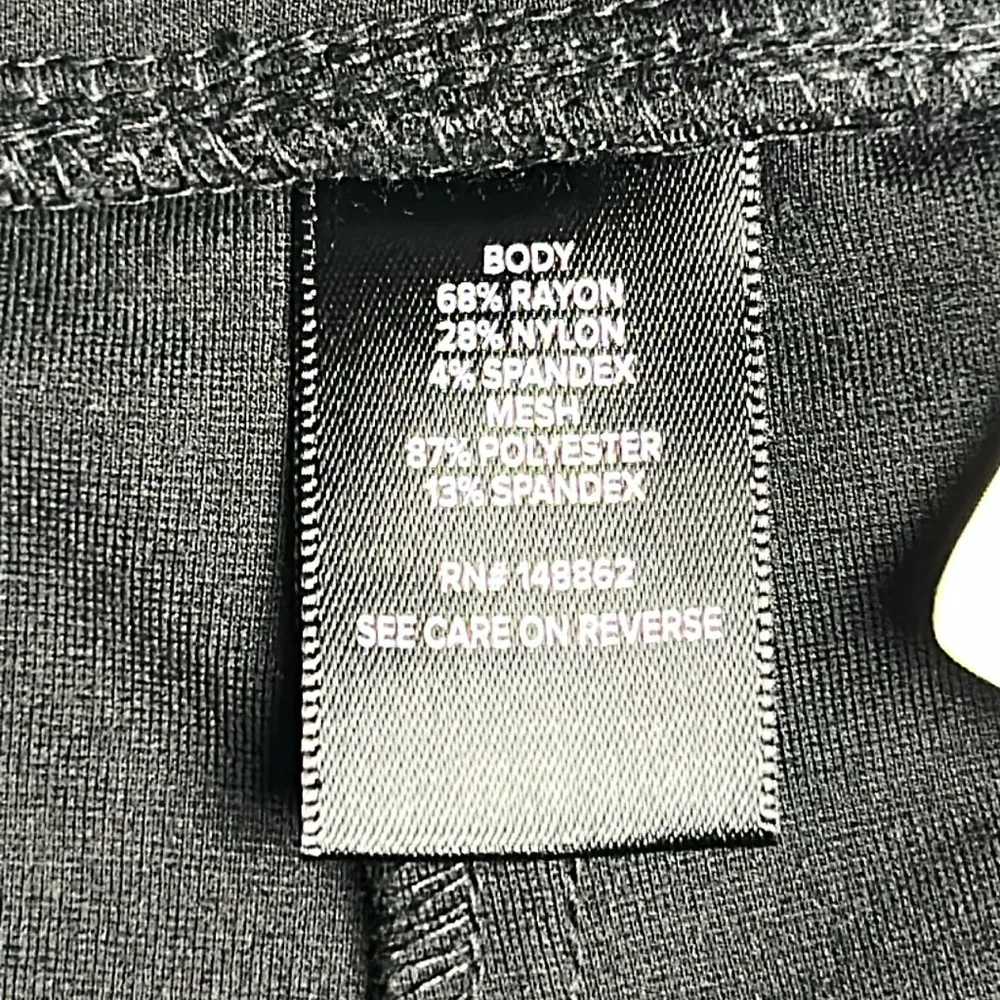 BODY
68% RAYON
28% NYLON
4% SPANDEX
MESH
87% POLYESTER
13% SPANDEX
RN# 148862
SEE CARE ON REVERSE